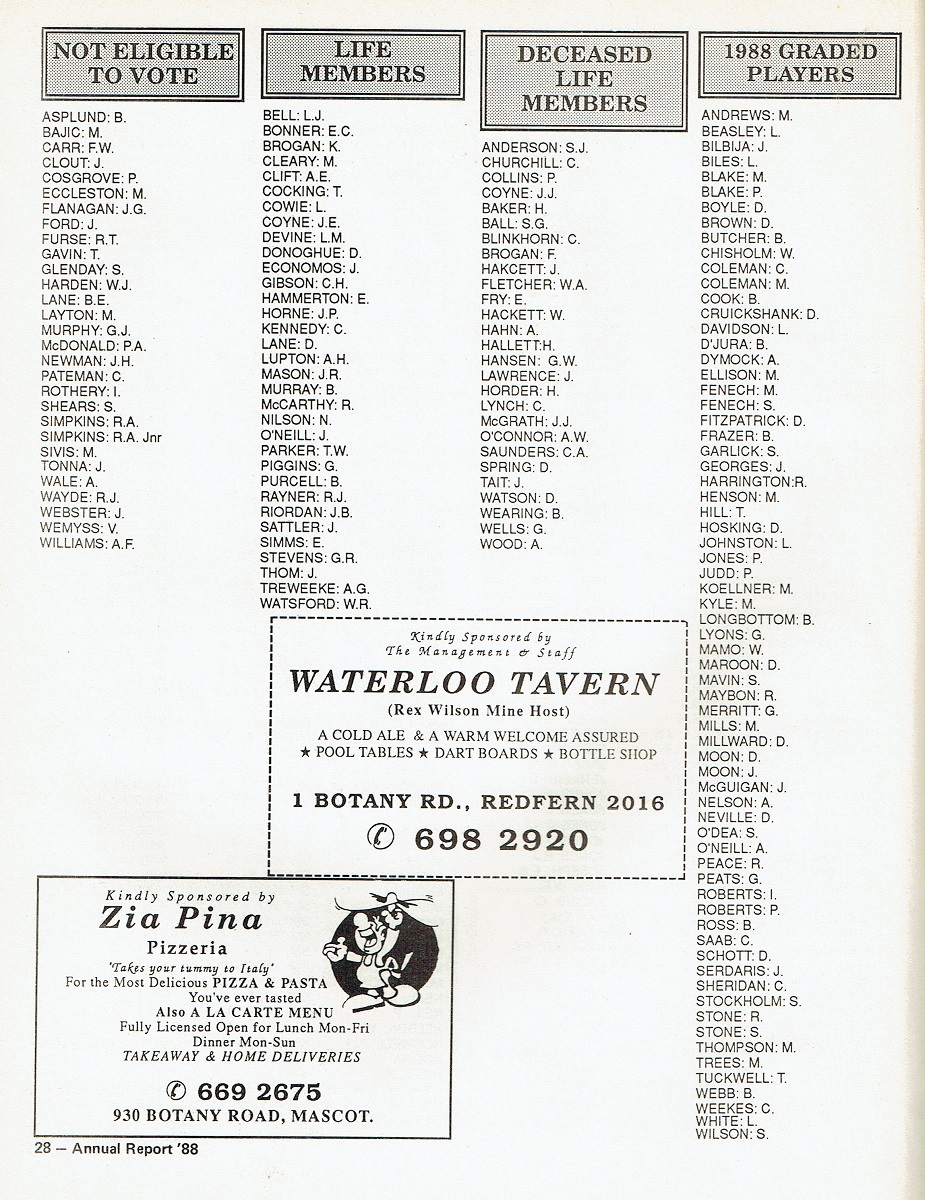 NOT ELIGIBLE
TO VOTE
ASPLUND: B.
BAJIC: M.
CARR: F.W.
CLOUT: J.
COSGROVE: P.
ECCLESTON: M.
FLANAGAN: J.G.
FORD: J.
FURSE: R.T.
GAVIN: T.
GLENDAY: S.
HARDEN: W.J.
LANE: B.E.
LAYTON: M.
MURPHY: G.J.
McDONALD: P.A.
NEWMAN: J.H.
PATEMAN: C.
ROTHERY: I.
SHEARS: S.
SIMPKINS: R.A.
SIMPKINS: R.A. Jnr
SIVIS: M.
TONNA: J.
WALE: A.
WAYDE: R.J.
WEBSTER: J.
WEMYSS: V.
WILLIAMS: A.F.
LIFE
MEMBERS
BELL: L.J.
BONNER: E.C.
BROGAN: K.
CLEARY: M.
CLIFT: A.E.
COCKING: T.
COWIE: L.
COYNE: J.E.
DEVINE: L.M.
DONOGHUE: D.
ECONOMOS: J.
GIBSON: C.H.
HAMMERTON: E.
HORNE: J.P.
KENNEDY: C.
LANE: D.
LUPTON: A.H.
MASON: J.R.
MURRAY: B.
McCARTHY: R.
NILSON: N.
O'NEILL: J.
PARKER: T.W.
PIGGINS: G.
PURCELL: B.
RAYNER: R.J.
RIORDAN: J.B.
SATTLER: J.
SIMMS: E.
STEVENS: G.R.
THOM: J.
TREWEEKE: A.G.
WATSFORD: W.R.
DECEASED
LIFE
MEMBERS
ANDERSON: S.J.
CHURCHILL: C.
COLLINS: P.
COYNE: J.J.
BAKER: H.
BALL: S.G.
BLINKHORN: C.
BROGAN: F.
HAKCETT: J.
FLETCHER: W.A.
FRY: E.
HACKETT: W.
HAHN: A.
HALLETT:H.
HANSEN: G.W.
LAWRENCE: J.
HORDER: H.
LYNCH: C.
McGRATH: J.J.
O'CONNOR: A.W.
SAUNDERS: C.A.
SPRING: D.
TAIT: J.
WATSON: D.
WEARING: B.
WELLS: G.
WOOD: A.
1988 GRADED
PLAYERS
ANDREWS: M.
BEASLEY: L.
BILBIJA: J.
BILES: L.
BLAKE: M.
BLAKE: P.
BOYLE: D.
BROWN: D.
BUTCHER: B.
CHISHOLM: W.
COLEMAN: C.
COLEMAN: M.
COOK: B.
CRUICKSHANK: D.
DAVIDSON: L.
D'JURA: B.
DYMOCK: A.
ELLISON: M.
FENECH: M.
FENECH: S.
FITZPATRICK: D.
FRAZER: B.
GARLICK: S.
GEORGES: J.
HARRINGTON:R.
HENSON: M.
HILL: T.
HOSKING: D.
JOHNSTON: L.
JONES: P.
JUDD: P.
KOELLNER: M.
KYLE: M.
LONGBOTTOM: B.
LYONS: G.
MAMO: W.
MAROON: D.
MAVIN: S.
MAYBON: R.
MERRITT: G.
MILLS: M.
MILLWARD: D.
MOON: D.
MOON: J.
McGUIGAN: J.
NELSON: A.
NEVILLE: D.
O'DEA: S.
O'NEILL: A.
PEACE: R.
PEATS: G.
ROBERTS: I.
ROBERTS: P.
ROSS: B.
SAAB: C.
SCHOTT: D.
SERDARIS: J.
SHERIDAN: C.
STOCKHOLM: S.
STONE: R.
STONE: S.
THOMPSON: M.
TREES: M.
TUCKWELL: T.
WEBB: B.
WEEKES: C.
WHITE: L.
WILSON: S.
Kindly Sponsored by
The Management & Staff
WATERLOO TAVERN
(Rex Wilson Mine Host)
A COLD ALE & A WARM WELCOME ASSURED
★ POOL TABLES ★ DART BOARDS ★ BOTTLE SHOP
1 BOTANY RD., REDFERN 2016
✆ 698 2920
Kindly Sponsored by
Zia Pina
Pizzeria
'Takes your tummy to Italy'
For the Most Delicious PIZZA & PASTA
You've ever tasted
Also A LA CARTE MENU
Fully Licensed Open for Lunch Mon-Fri
Dinner Mon-Sun
TAKEAWAY & HOME DELIVERIES
✆ 669 2675
930 BOTANY ROAD, MASCOT.
28 — Annual Report '88